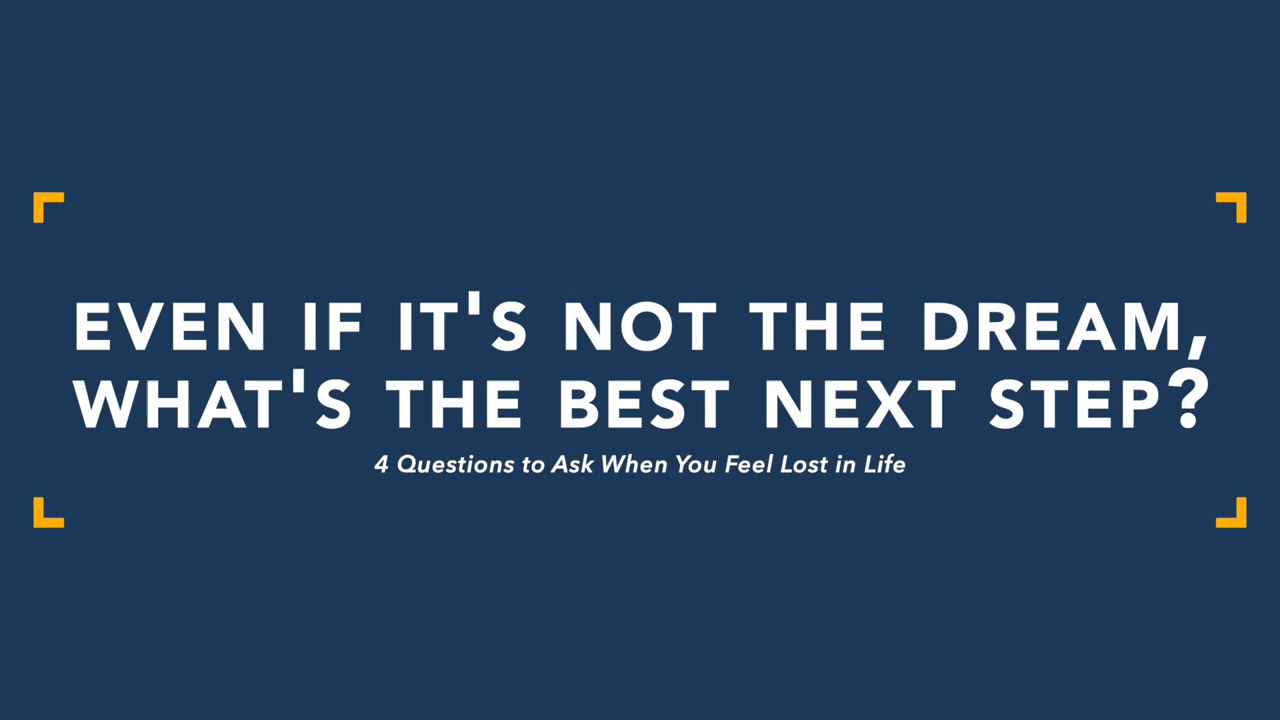 EVEN IF IT'S NOT THE DREAM,
WHAT'S THE BEST NEXT STEP?
4 Questions to Ask When You Feel Lost in Life